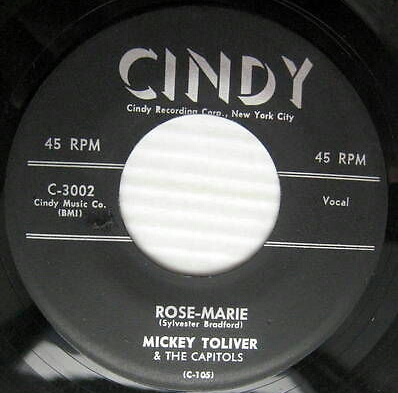 CINDY
Cindy Recording Corp., New York City
45 RPM
45 RPM
C-3002
Cindy Music Co.
(BMI)
Vocal
ROSE-MARIE
(Sylvester Bradford)
MICKEY TOLIVER
& THE CAPITOLS
(C-105)